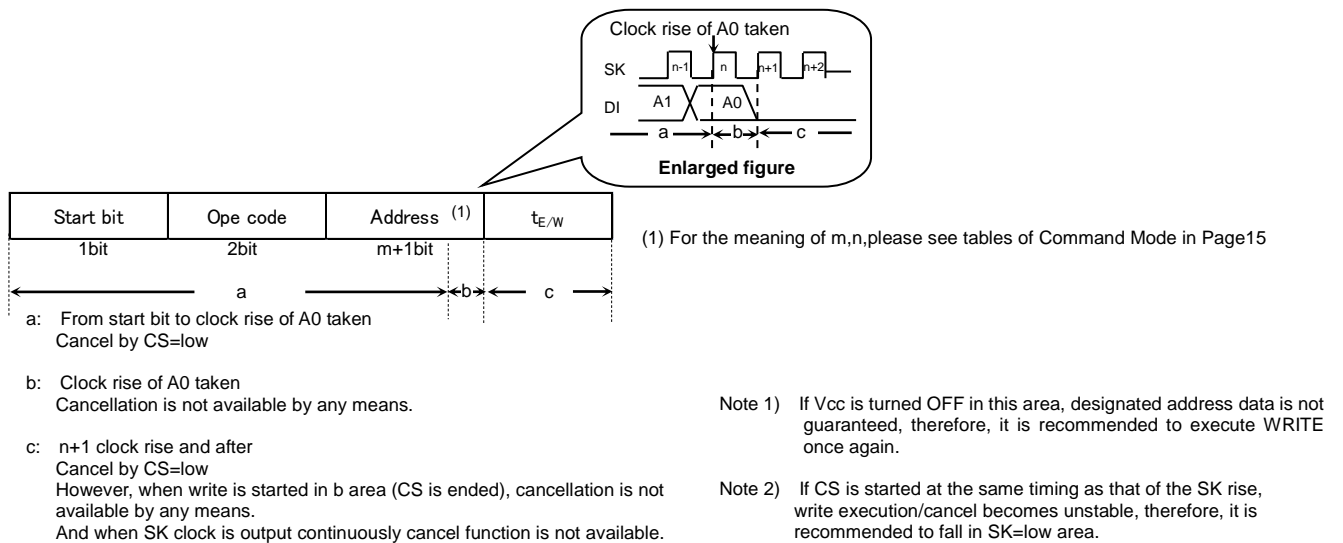 Clock rise of A0 taken
SK n-1 n n+1 n+2
DI A1 A0
a b c
Enlarged figure
Start bit Ope code Address (1) tE/W
1bit 2bit m+1bit
(1) For the meaning of m,n,please see tables of Command Mode in Page15
a b c
a: From start bit to clock rise of A0 taken
Cancel by CS=low
b: Clock rise of A0 taken
Cancellation is not available by any means.
c: n+1 clock rise and after
Cancel by CS=low
However, when write is started in b area (CS is ended), cancellation is not
available by any means.
And when SK clock is output continuously cancel function is not available.
Note 1) If Vcc is turned OFF in this area, designated address data is not
guaranteed, therefore, it is recommended to execute WRITE
once again.
Note 2) If CS is started at the same timing as that of the SK rise,
write execution/cancel becomes unstable, therefore, it is
recommended to fall in SK=low area.